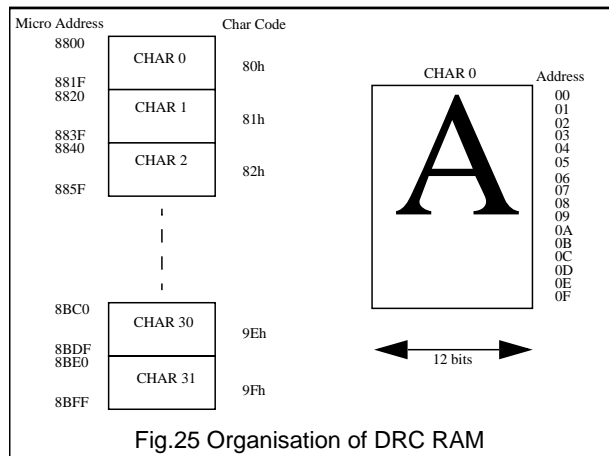 Micro Address
Char Code
8800
CHAR 0
80h
881F
8820
CHAR 1
81h
883F
8840
CHAR 2
82h
885F
8BC0
CHAR 30
9Eh
8BDF
8BE0
CHAR 31
9Fh
8BFF
CHAR 0
Address
A
00
01
02
03
04
05
06
07
08
09
0A
0B
0C
0D
0E
0F
12 bits
Fig.25 Organisation of DRC RAM